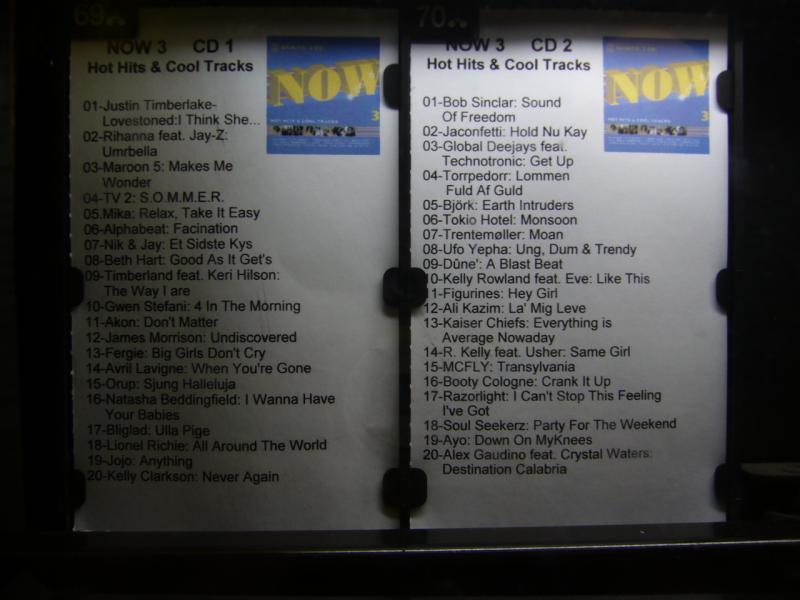 69
NOW 3 CD 1
Hot Hits & Cool Tracks
NOW
3
HOT HITS & COOL TRACKS
01-Justin Timberlake-
Lovestoned:I Think She...
02-Rihanna feat. Jay-Z:
Umrbella
03-Maroon 5: Makes Me
Wonder
04-TV 2: S.O.M.M.E.R.
05.Mika: Relax, Take It Easy
06-Alphabeat: Facination
07-Nik & Jay: Et Sidste Kys
08-Beth Hart: Good As It Get's
09-Timberland feat. Keri Hilson:
The Way I are
10-Gwen Stefani: 4 In The Morning
11-Akon: Don't Matter
12-James Morrison: Undiscovered
13-Fergie: Big Girls Don't Cry
14-Avril Lavigne: When You're Gone
15-Orup: Sjung Halleluja
16-Natasha Beddingfield: I Wanna Have
Your Babies
17-Bliglad: Ulla Pige
18-Lionel Richie: All Around The World
19-Jojo: Anything
20-Kelly Clarkson: Never Again
70
NOW 3 CD 2
Hot Hits & Cool Tracks
NOW
3
HOT HITS & COOL TRACKS
01-Bob Sinclar: Sound
Of Freedom
02-Jaconfetti: Hold Nu Kay
03-Global Deejays feat.
Technotronic: Get Up
04-Torrpedorr: Lommen
Fuld Af Guld
05-Björk: Earth Intruders
06-Tokio Hotel: Monsoon
07-Trentemøller: Moan
08-Ufo Yepha: Ung, Dum & Trendy
09-Dûne': A Blast Beat
10-Kelly Rowland feat. Eve: Like This
11-Figurines: Hey Girl
12-Ali Kazim: La' Mig Leve
13-Kaiser Chiefs: Everything is
Average Nowaday
14-R. Kelly feat. Usher: Same Girl
15-MCFLY: Transylvania
16-Booty Cologne: Crank It Up
17-Razorlight: I Can't Stop This Feeling
I've Got
18-Soul Seekerz: Party For The Weekend
19-Ayo: Down On MyKnees
20-Alex Gaudino feat. Crystal Waters:
Destination Calabria